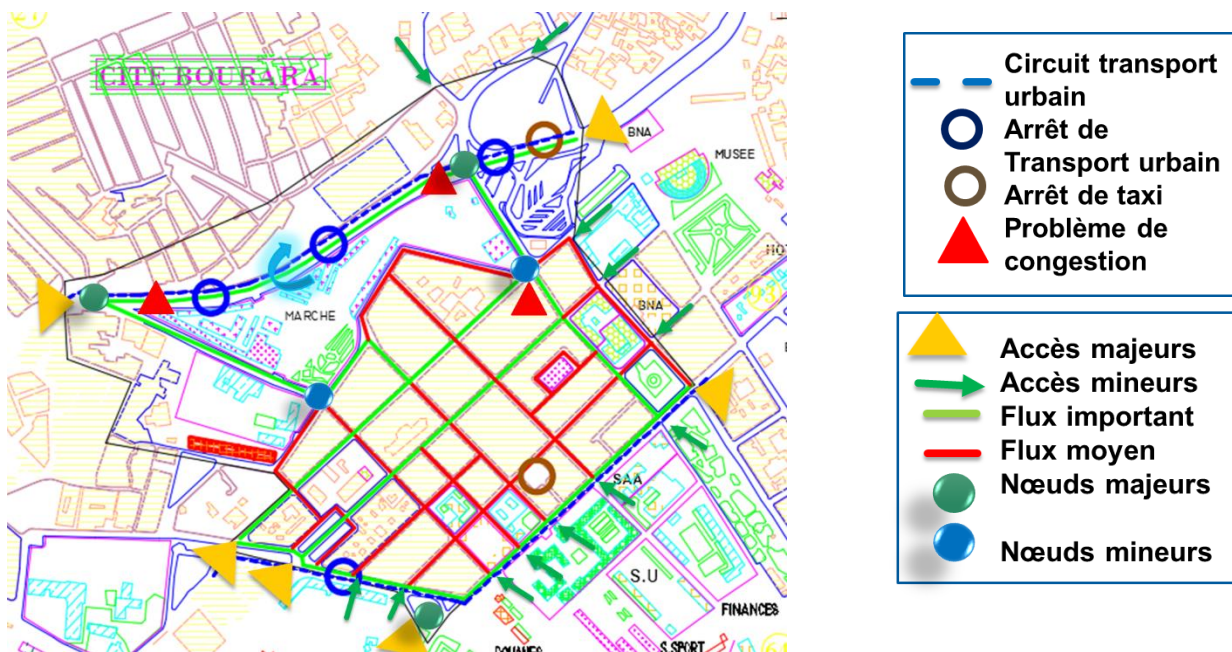 CITE BOURARA
BNA
MUSEE
BNA
MARCHE
SAA
S.U
FINANCES
DOUANES
S.SPORT
Circuit transport
urbain
Arrêt de
Transport urbain
Arrêt de taxi
Problème de
congestion
Accès majeurs
Accès mineurs
Flux important
Flux moyen
Nœuds majeurs
Nœuds mineurs